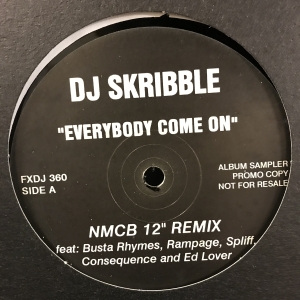 DJ SKRIBBLE
"EVERYBODY COME ON"
FXDJ 360
SIDE A
ALBUM SAMPLER
PROMO COPY
NOT FOR RESALE
NMCB 12" REMIX
feat: Busta Rhymes, Rampage, Spliff,
Consequence and Ed Lover